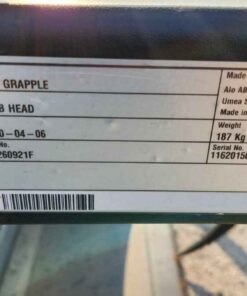 GRAPPLE
Made
Alo AB
Umea S
Made in
B HEAD
0-04-06
Weight
187 Kg
No.
260921F
Serial No.
1162015